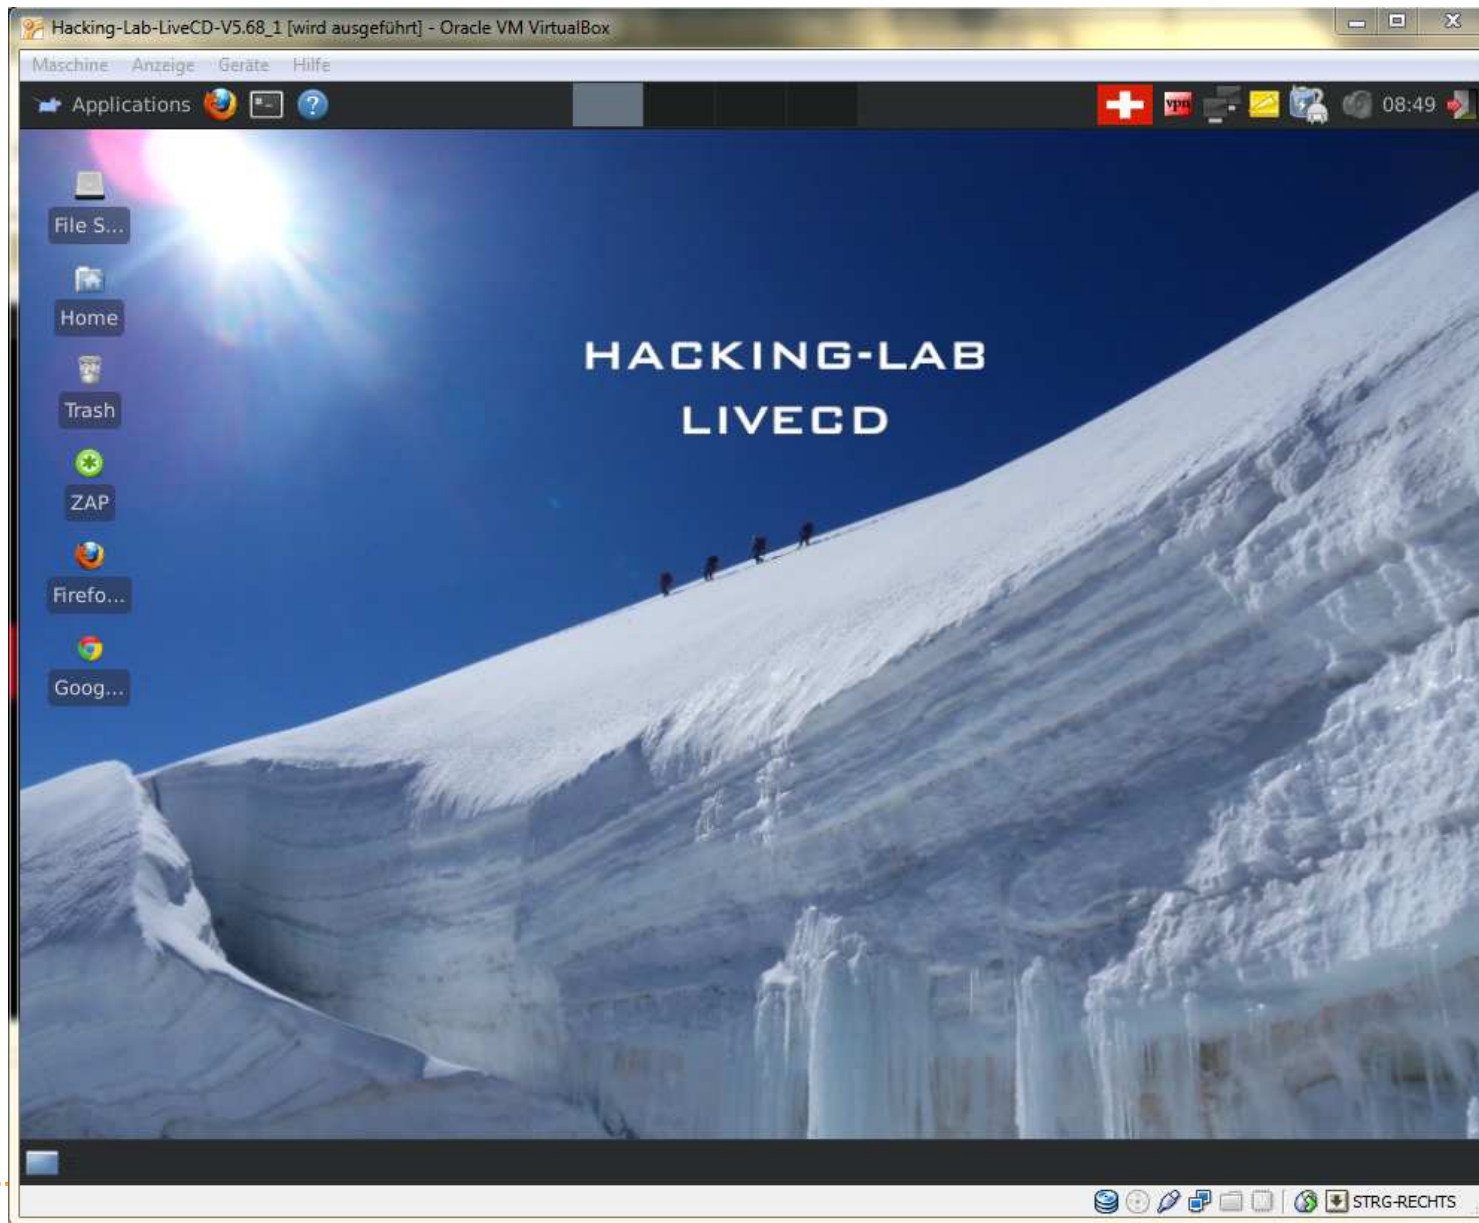 Hacking-Lab-LiveCD-V5.68_1 [wird ausgeführt] - Oracle VM VirtualBox
Maschine Anzeige Geräte Hilfe
Applications
vpn
08:49
File S...
Home
Trash
ZAP
Firefo...
Goog...
HACKING-LAB
LIVECD
STRG-RECHTS